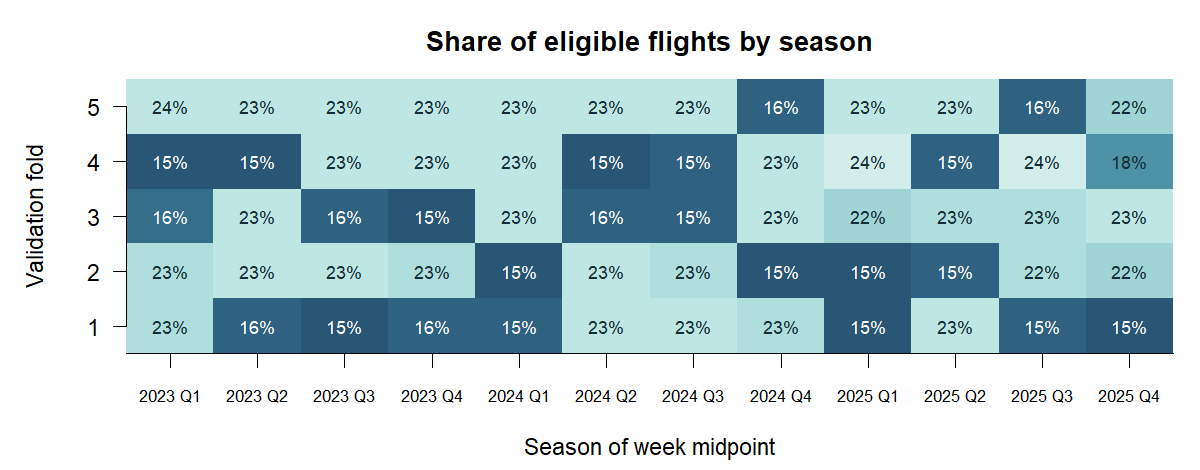 Share of eligible flights by season
Validation fold
5 24% 23% 23% 23% 23% 23% 23% 16% 23% 23% 16% 22%
4 15% 15% 23% 23% 23% 15% 15% 23% 24% 15% 24% 18%
3 16% 23% 16% 15% 23% 16% 15% 23% 22% 23% 23% 23%
2 23% 23% 23% 23% 15% 23% 23% 15% 15% 15% 22% 22%
1 23% 16% 15% 16% 15% 23% 23% 23% 15% 23% 15% 15%
2023 Q1 2023 Q2 2023 Q3 2023 Q4 2024 Q1 2024 Q2 2024 Q3 2024 Q4 2025 Q1 2025 Q2 2025 Q3 2025 Q4
Season of week midpoint